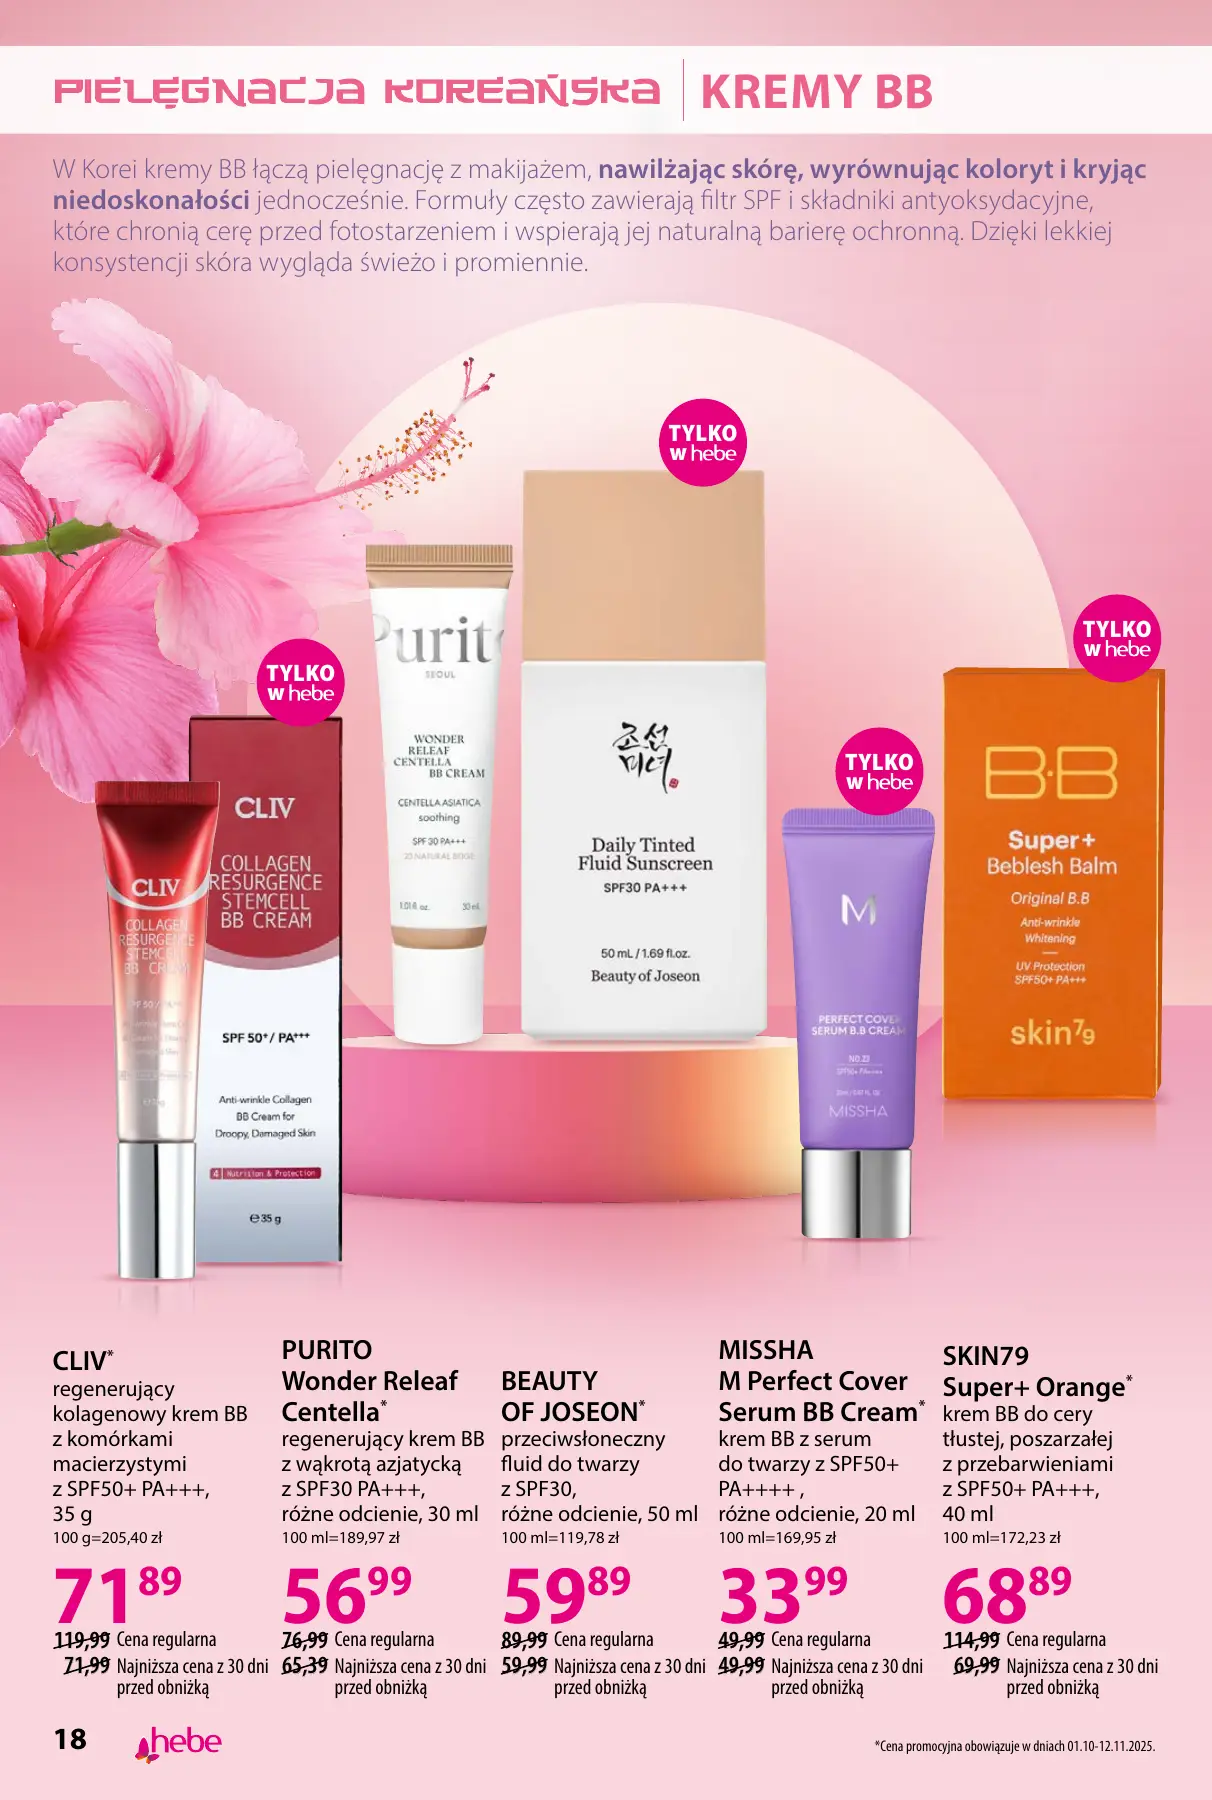 PIELĘGNACJA KOREAŃSKA | KREMY BB
W Korei kremy BB łączą pielęgnację z makijażem, nawilżając skórę, wyrównując koloryt i kryjąc
niedoskonałości jednocześnie. Formuły często zawierają filtr SPF i składniki antyoksydacyjne,
które chronią cerę przed fotostarzeniem i wspierają jej naturalną barierę ochronną. Dzięki lekkiej
konsystencji skóra wygląda świeżo i promiennie.
TYLKO
w hebe
TYLKO
w hebe
TYLKO
w hebe
TYLKO
w hebe
CLIV
COLLAGEN
RESURGENCE
STEMCELL
BB CREAM
CLIV
COLLAGEN
RESURGENCE
STEMCELL
BB CREAM
SPF 50+/ PA+++
Anti-wrinkle Collagen
BB Cream for
Droopy, Damaged Skin
4 Nutrition & Protection
℮35 g
Purito
SEOUL
WONDER
RELEAF
CENTELLA
BB CREAM
CENTELLA ASIATICA
soothing
SPF 30 PA+++
20 NATURAL BEIGE
1.01fl. oz. 30ml
조선
미녀
Daily Tinted
Fluid Sunscreen
SPF30 PA+++
50 mL / 1.69 fl.oz.
Beauty of Joseon
M
PERFECT COVER
SERUM B.B CREAM
NO.23
MISSHA
B·B
Super+
Beblesh Balm
Original B.B
Anti-wrinkle
Whitening
UV Protection
SPF50+ PA+++
skin79
CLIV*
regenerujący
kolagenowy krem BB
z komórkami
macierzystymi
z SPF50+ PA+++,
35 g
100 g=205,40 zł
71 89
119,99 Cena regularna
71,99 Najniższa cena z 30 dni
przed obniżką
PURITO
Wonder Releaf
Centella*
regenerujący krem BB
z wąkrotą azjatycką
z SPF30 PA+++,
różne odcienie, 30 ml
100 ml=189,97 zł
56 99
76,99 Cena regularna
65,39 Najniższa cena z 30 dni
przed obniżką
BEAUTY
OF JOSEON*
przeciwsłoneczny
fluid do twarzy
z SPF30,
różne odcienie, 50 ml
100 ml=119,78 zł
59 89
89,99 Cena regularna
59,99 Najniższa cena z 30 dni
przed obniżką
MISSHA
M Perfect Cover
Serum BB Cream*
krem BB z serum
do twarzy z SPF50+
PA++++ ,
różne odcienie, 20 ml
100 ml=169,95 zł
33 99
49,99 Cena regularna
49,99 Najniższa cena z 30 dni
przed obniżką
SKIN79
Super+ Orange*
krem BB do cery
tłustej, poszarzałej
z przebarwieniami
z SPF50+ PA+++,
40 ml
100 ml=172,23 zł
68 89
114,99 Cena regularna
69,99 Najniższa cena z 30 dni
przed obniżką
18 hebe
*Cena promocyjna obowiązuje w dniach 01.10-12.11.2025.